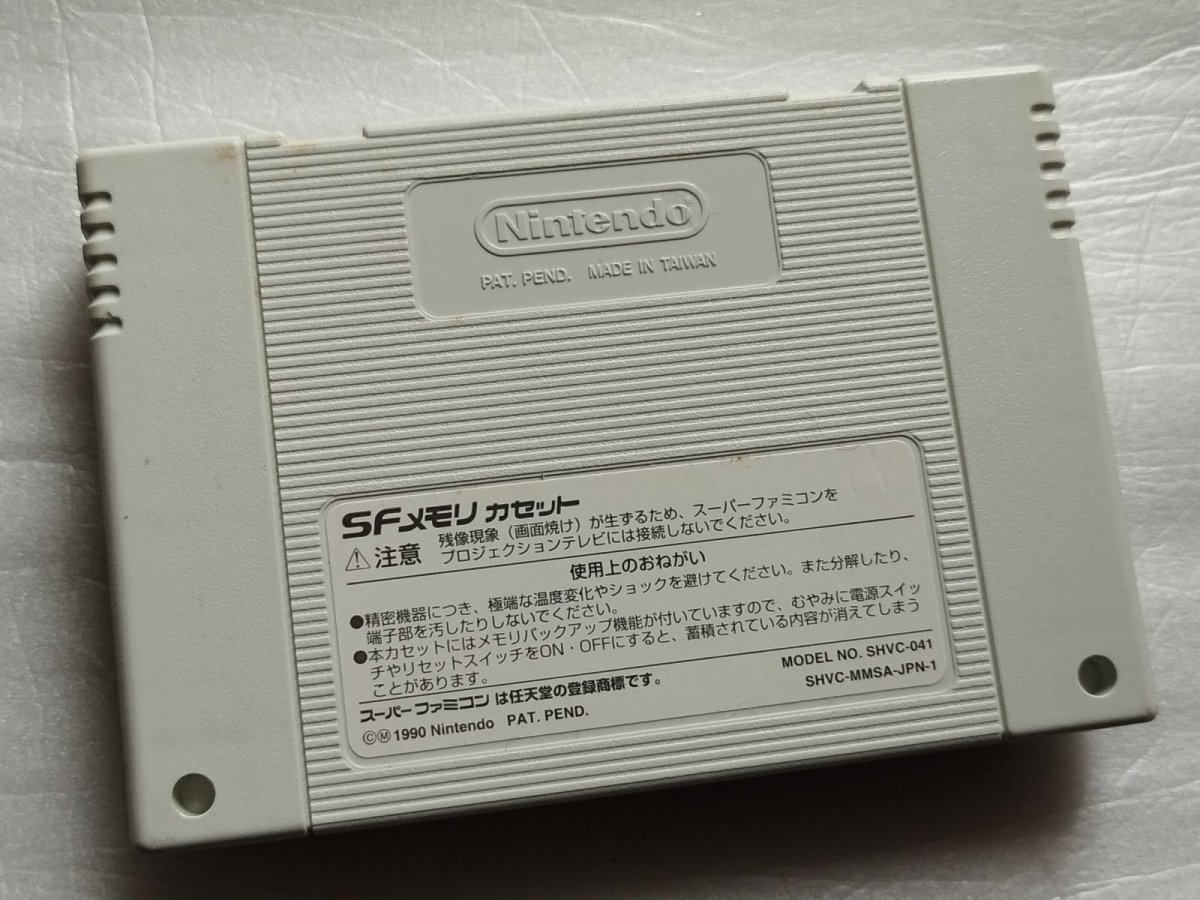 Nintendo®
PAT. PEND. MADE IN TAIWAN
SFメモリ カセット
⚠注意 残像現象（画面焼け）が生ずるため、スーパーファミコンを
プロジェクションテレビには接続しないでください。
使用上のおねがい
●精密機器につき、極端な温度変化やショックを避けてください。また分解したり、
端子部を汚したりしないでください。
●本カセットにはメモリバックアップ機能が付いていますので、むやみに電源スイッ
チやリセットスイッチをON・OFFにすると、蓄積されている内容が消えてしまう
ことがあります。
スーパーファミコンは任天堂の登録商標です。
ⒸⓂ1990 Nintendo PAT. PEND.
MODEL NO. SHVC-041
SHVC-MMSA-JPN-1